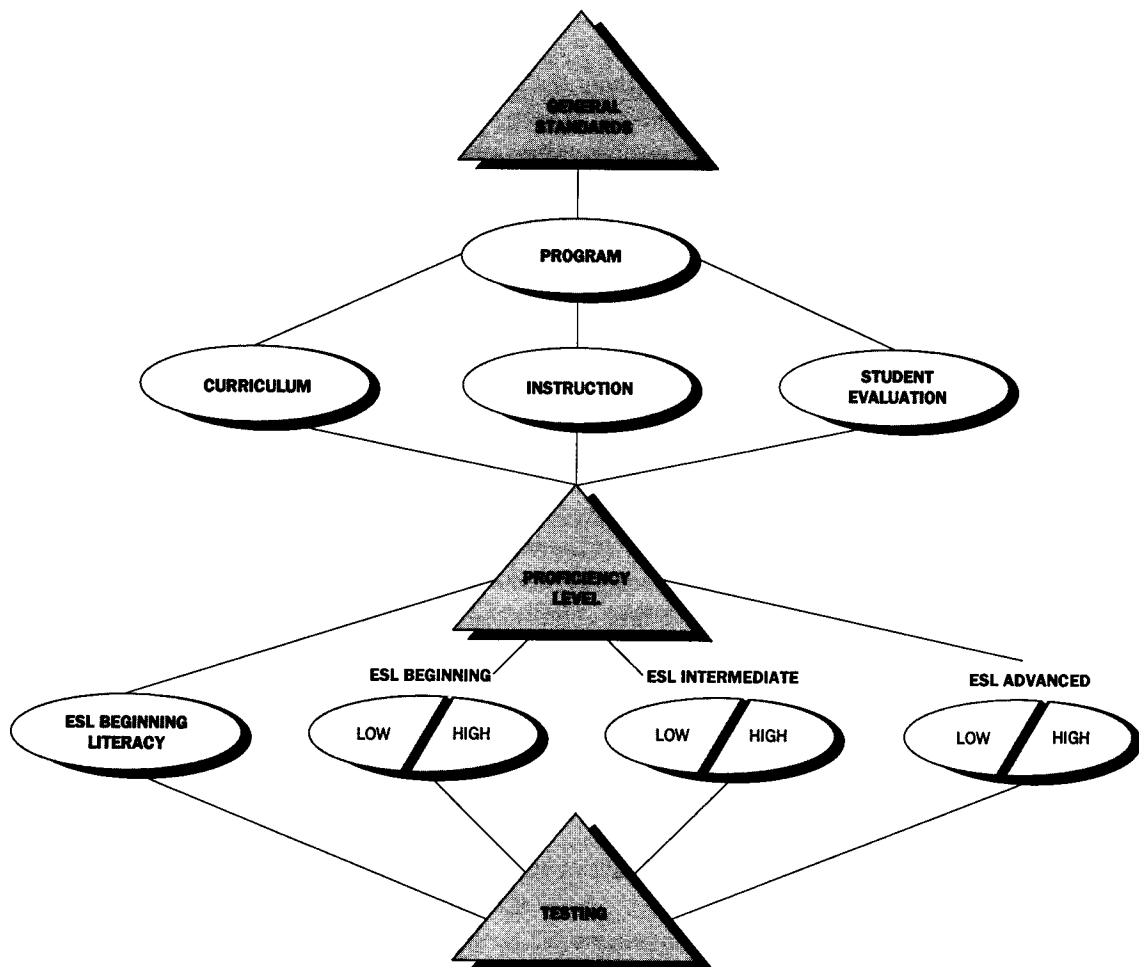 GENERAL
STANDARDS
PROGRAM
CURRICULUM
INSTRUCTION
STUDENT
EVALUATION
PROFICIENCY
LEVEL
ESL BEGINNING
ESL INTERMEDIATE
ESL ADVANCED
ESL BEGINNING
LITERACY
LOW HIGH
LOW HIGH
LOW HIGH
TESTING